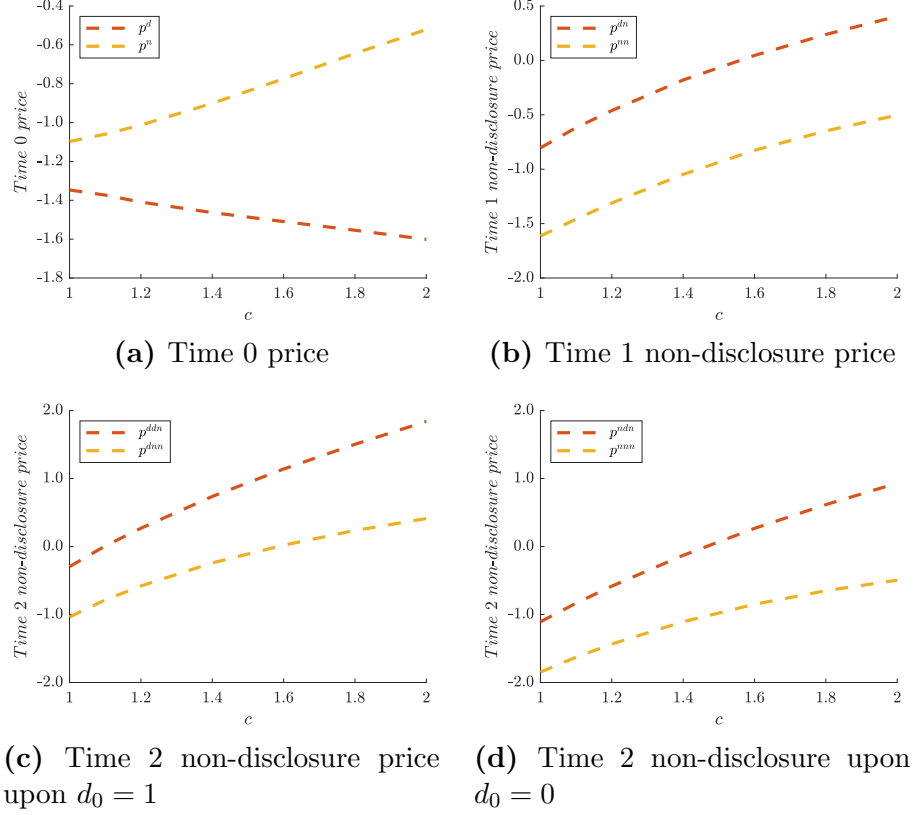 -0.4
-0.6
-0.8
-1.0
-1.2
-1.4
-1.6
-1.8
1 1.2 1.4 1.6 1.8 2
c
Time 0 price
p^d
p^n
(a) Time 0 price
0.5
0.0
-0.5
-1.0
-1.5
-2.0
1 1.2 1.4 1.6 1.8 2
c
Time 1 non-disclosure price
p^{dn}
p^{nn}
(b) Time 1 non-disclosure price
2.0
1.0
0.0
-1.0
-2.0
1 1.2 1.4 1.6 1.8 2
c
Time 2 non-disclosure price
p^{ddn}
p^{dnn}
(c) Time 2 non-disclosure price
upon d_0 = 1
2.0
1.0
0.0
-1.0
-2.0
1 1.2 1.4 1.6 1.8 2
c
Time 2 non-disclosure price
p^{ndn}
p^{nnn}
(d) Time 2 non-disclosure upon
d_0 = 0